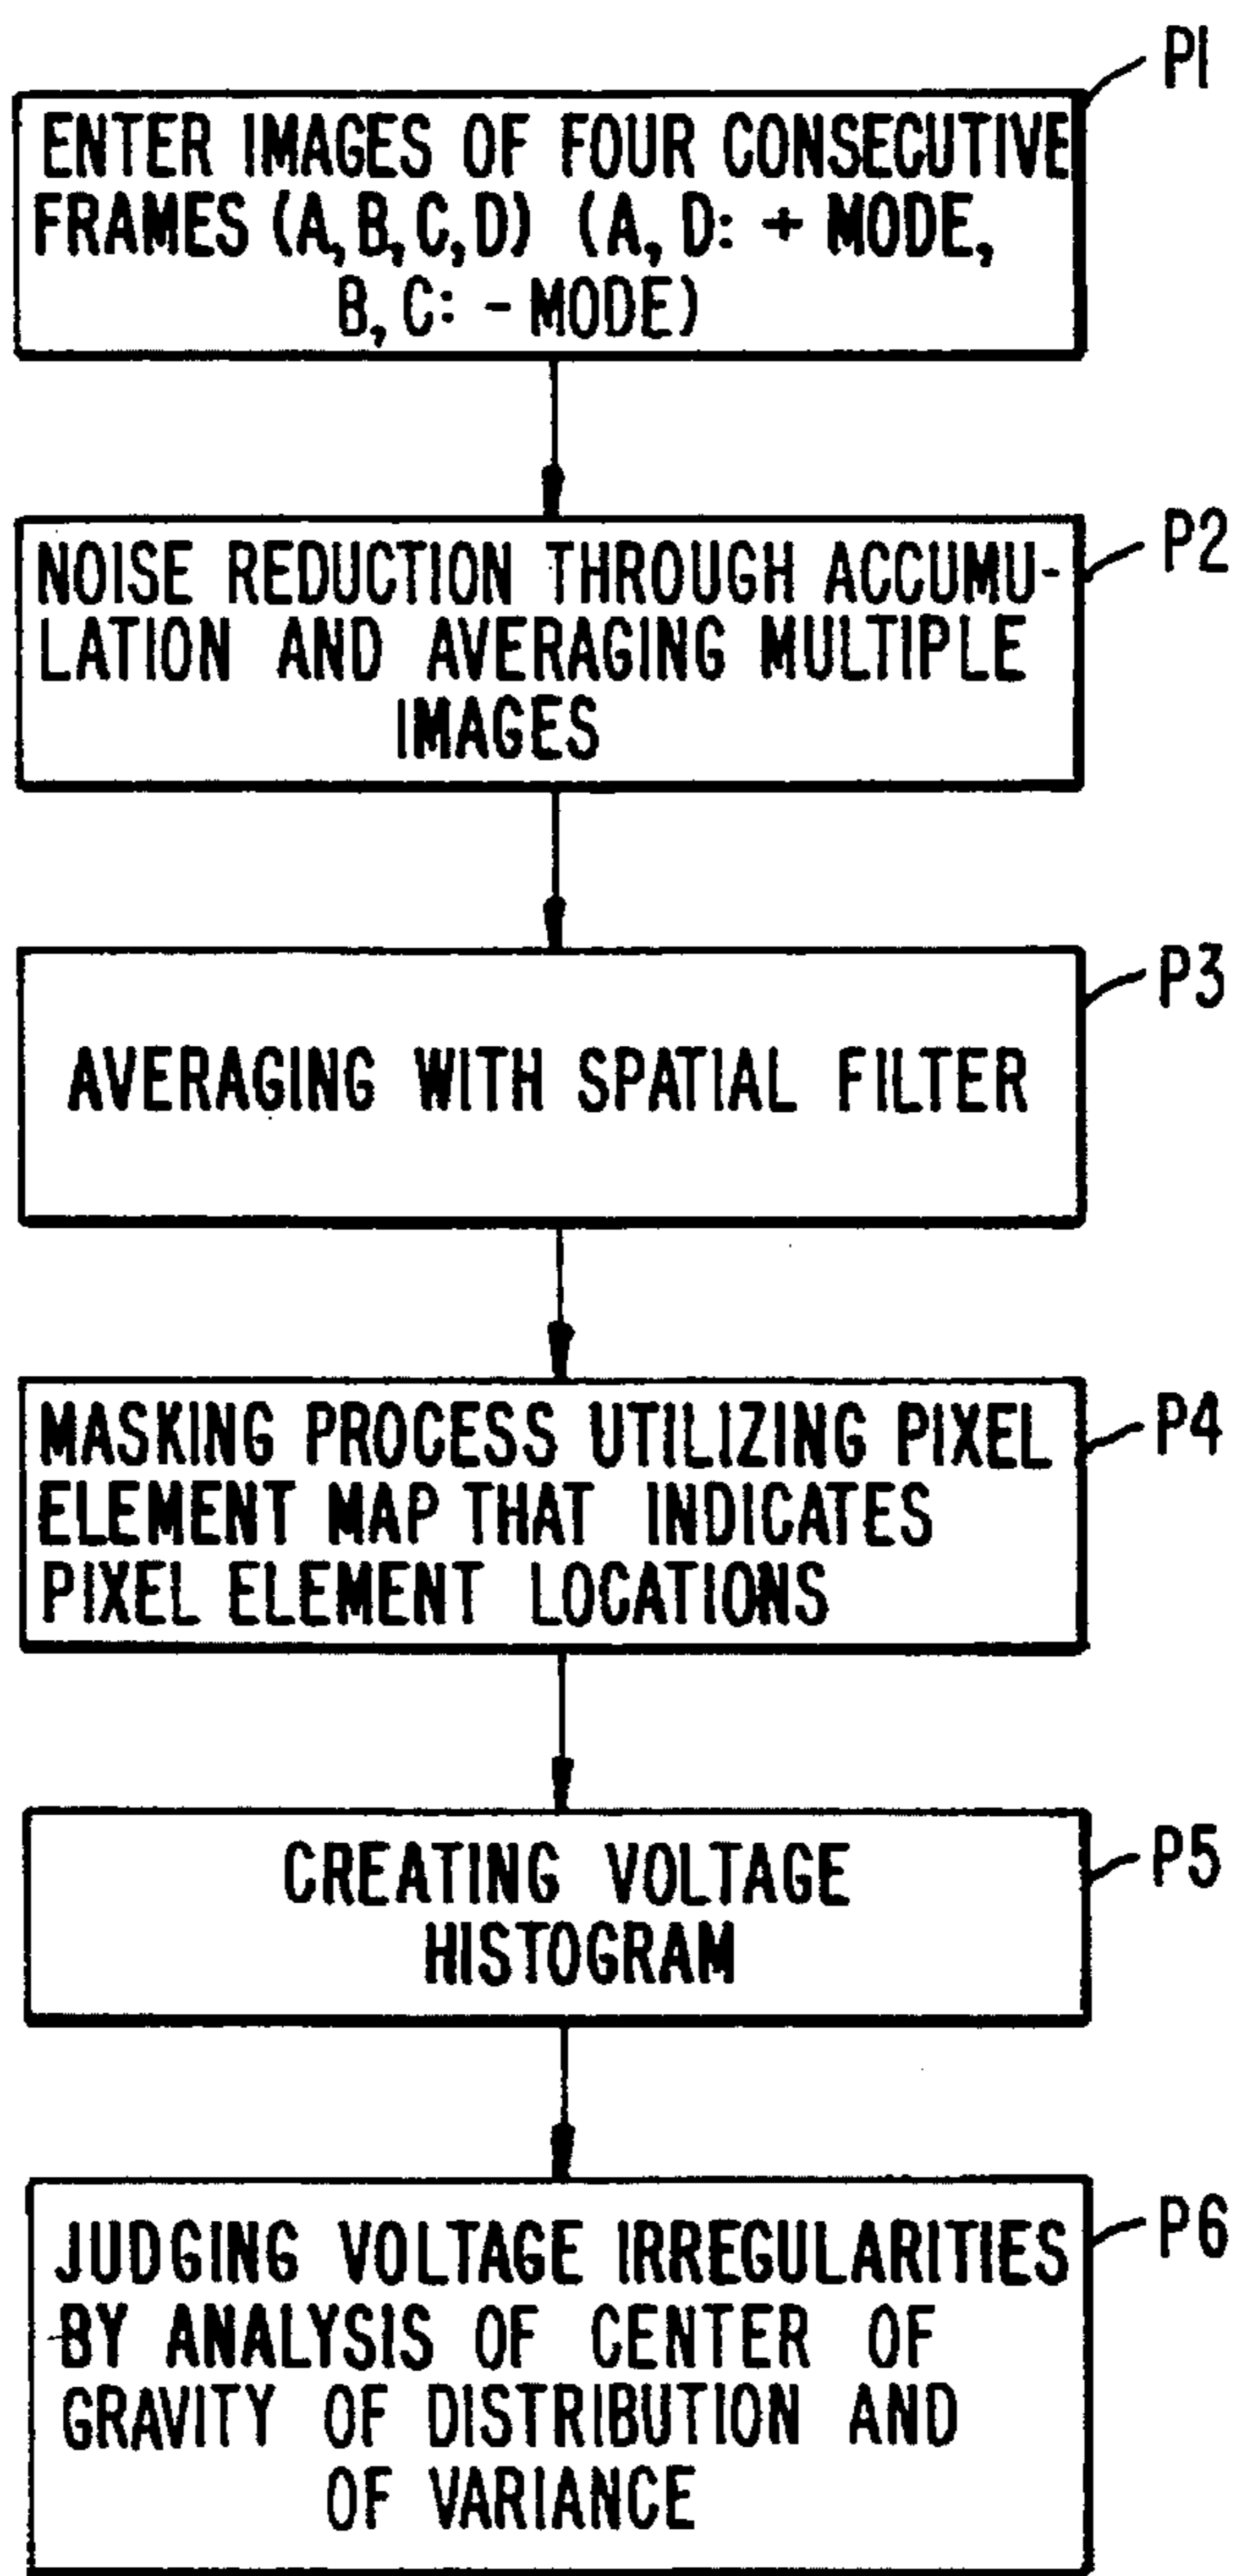 P1
ENTER IMAGES OF FOUR CONSECUTIVE
FRAMES (A,B,C,D) (A, D: + MODE,
B, C: - MODE)
P2
NOISE REDUCTION THROUGH ACCUMU-
LATION AND AVERAGING MULTIPLE
IMAGES
P3
AVERAGING WITH SPATIAL FILTER
P4
MASKING PROCESS UTILIZING PIXEL
ELEMENT MAP THAT INDICATES
PIXEL ELEMENT LOCATIONS
P5
CREATING VOLTAGE
HISTOGRAM
P6
JUDGING VOLTAGE IRREGULARITIES
BY ANALYSIS OF CENTER OF
GRAVITY OF DISTRIBUTION AND
OF VARIANCE